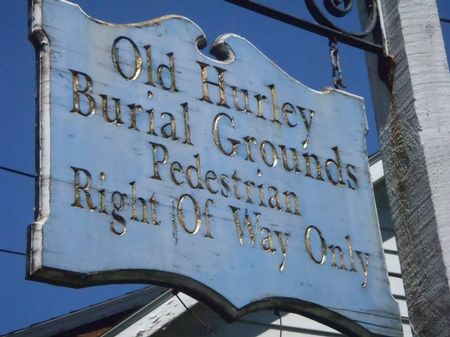 Old Hurley
Burial Grounds
Pedestrian
Right Of Way Only